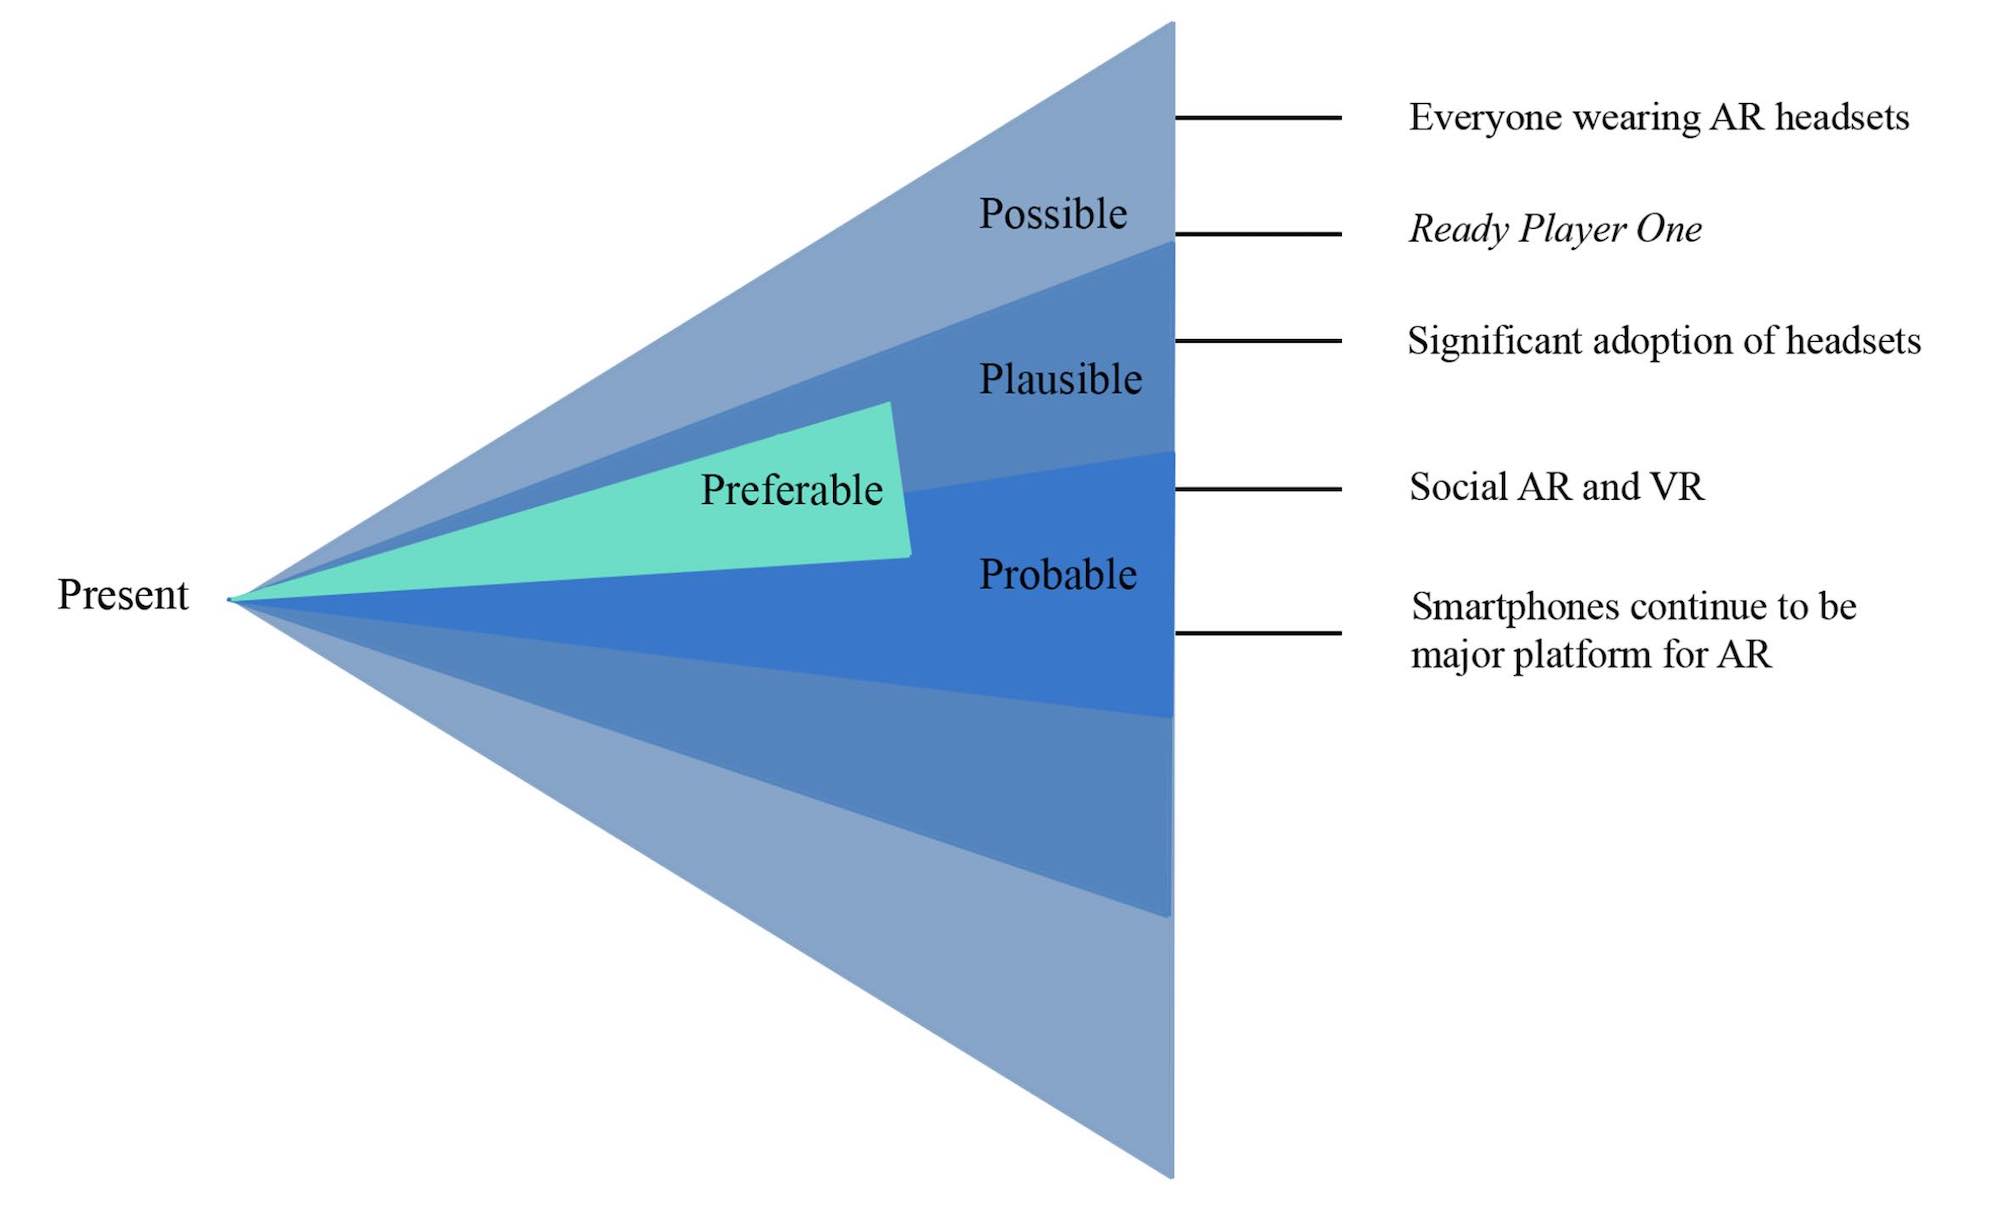 Everyone wearing AR headsets
Possible
Ready Player One
Significant adoption of headsets
Plausible
Preferable
Social AR and VR
Probable
Present
Smartphones continue to be
major platform for AR